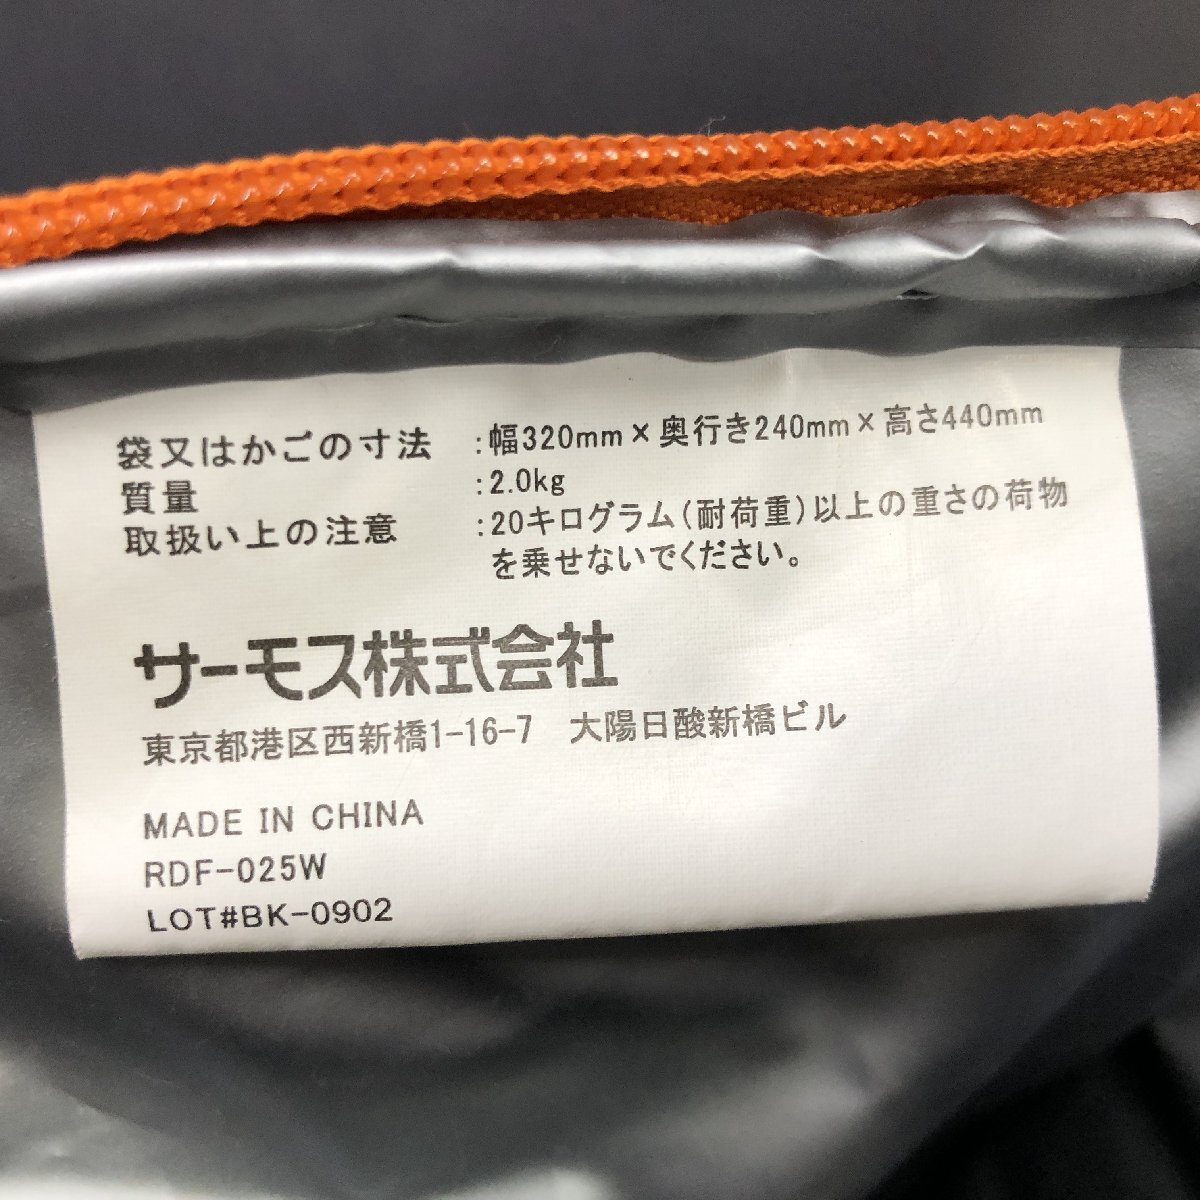 袋又はかごの寸法 :幅320mm×奥行き240mm×高さ440mm
質量 :2.0kg
取扱い上の注意 :20キログラム(耐荷重)以上の重さの荷物
を乗せないでください。
サーモス株式会社
東京都港区西新橋1-16-7 大陽日酸新橋ビル
MADE IN CHINA
RDF-025W
LOT#BK-0902